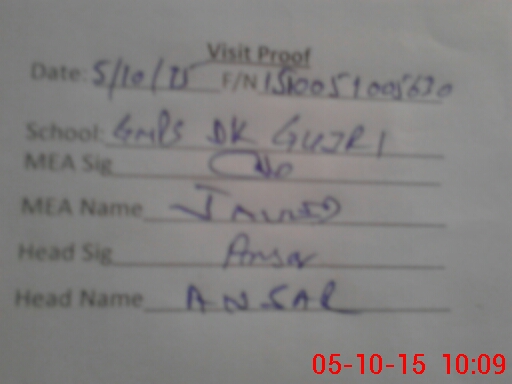 Visit Proof
Date: 5/10/15 F/N
School: GMPS DK GUJRI
MEA Sig
MEA Name JAVED
Head Sig Ansar
Head Name ANSAR
05-10-15 10:09